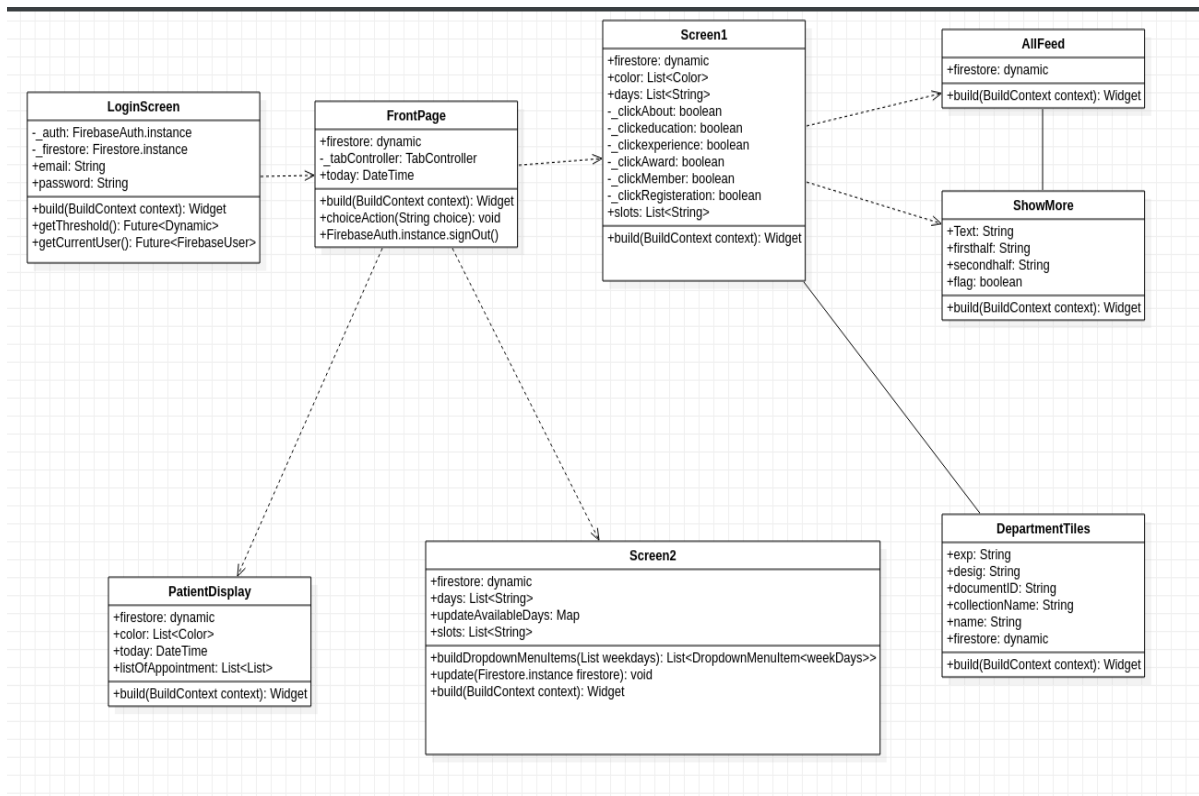 LoginScreen
-_auth: FirebaseAuth.instance
-_firestore: Firestore.instance
+email: String
+password: String
+build(BuildContext context): Widget
+getThreshold(): Future<Dynamic>
+getCurrentUser(): Future<FirebaseUser>
FrontPage
+firestore: dynamic
-_tabController: TabController
+today: DateTime
+build(BuildContext context): Widget
+choiceAction(String choice): void
+FirebaseAuth.instance.signOut()
Screen1
+firestore: dynamic
+color: List<Color>
+days: List<String>
-_clickAbout: boolean
-_clickeducation: boolean
-_clickexperience: boolean
-_clickAward: boolean
-_clickMember: boolean
-_clickRegisteration: boolean
+slots: List<String>
+build(BuildContext context): Widget
AllFeed
+firestore: dynamic
+build(BuildContext context): Widget
ShowMore
+Text: String
+firsthalf: String
+secondhalf: String
+flag: boolean
+build(BuildContext context): Widget
PatientDisplay
+firestore: dynamic
+color: List<Color>
+today: DateTime
+listOfAppointment: List<List>
+build(BuildContext context): Widget
Screen2
+firestore: dynamic
+days: List<String>
+updateAvailableDays: Map
+slots: List<String>
+buildDropdownMenuItems(List weekdays): List<DropdownMenuItem<weekDays>>
+update(Firestore.instance firestore): void
+build(BuildContext context): Widget
DepartmentTiles
+exp: String
+desig: String
+documentID: String
+collectionName: String
+name: String
+firestore: dynamic
+build(BuildContext context): Widget